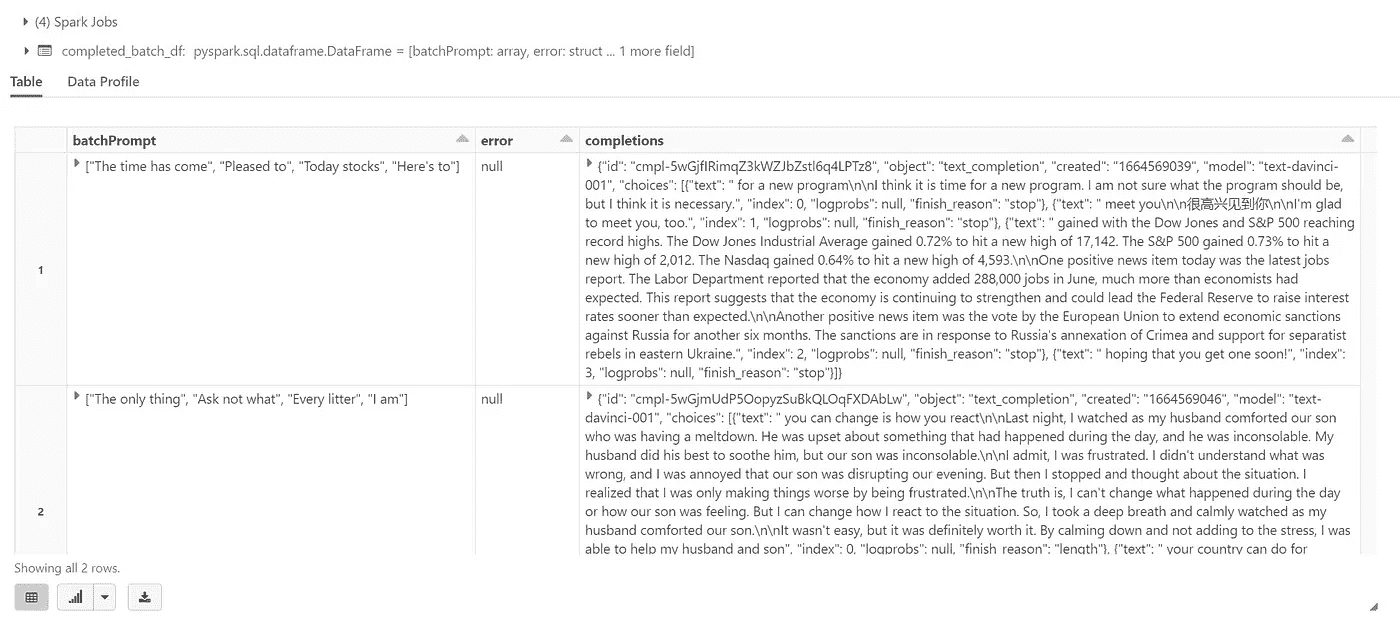 (4) Spark Jobs
completed_batch_df: pyspark.sql.dataframe.DataFrame = [batchPrompt: array, error: struct ... 1 more field]
Table Data Profile
batchPrompt error completions
1
["The time has come", "Pleased to", "Today stocks", "Here's to"]
null
{"id": "cmpl-5wGjfIRimqZ3kWZJbZstl6q4LPTz8", "object": "text_completion", "created": "1664569039", "model": "text-davinci-
001", "choices": [{"text": " for a new program\n\nI think it is time for a new program. I am not sure what the program should be,
but I think it is necessary.", "index": 0, "logprobs": null, "finish_reason": "stop"}, {"text": " meet you\n\n很高兴见到你\n\nI'm glad
to meet you, too.", "index": 1, "logprobs": null, "finish_reason": "stop"}, {"text": " gained with the Dow Jones and S&P 500 reaching
record highs. The Dow Jones Industrial Average gained 0.72% to hit a new high of 17,142. The S&P 500 gained 0.73% to hit a
new high of 2,012. The Nasdaq gained 0.64% to hit a new high of 4,593.\n\nOne positive news item today was the latest jobs
report. The Labor Department reported that the economy added 288,000 jobs in June, much more than economists had
expected. This report suggests that the economy is continuing to strengthen and could lead the Federal Reserve to raise interest
rates sooner than expected.\n\nAnother positive news item was the vote by the European Union to extend economic sanctions
against Russia for another six months. The sanctions are in response to Russia's annexation of Crimea and support for separatist
rebels in eastern Ukraine.", "index": 2, "logprobs": null, "finish_reason": "stop"}, {"text": " hoping that you get one soon!", "index":
3, "logprobs": null, "finish_reason": "stop"}]}
2
["The only thing", "Ask not what", "Every litter", "I am"]
null
{"id": "cmpl-5wGjmUdP5OopyzSuBkQLOqFXDAbLw", "object": "text_completion", "created": "1664569046", "model": "text-
davinci-001", "choices": [{"text": " you can change is how you react\n\nLast night, I watched as my husband comforted our son
who was having a meltdown. He was upset about something that had happened during the day, and he was inconsolable. My
husband did his best to soothe him, but our son was inconsolable.\n\nI admit, I was frustrated. I didn't understand what was
wrong, and I was annoyed that our son was disrupting our evening. But then I stopped and thought about the situation. I
realized that I was only making things worse by being frustrated.\n\nThe truth is, I can't change what happened during the day
or how our son was feeling. But I can change how I react to the situation. So, I took a deep breath and calmly watched as my
husband comforted our son.\n\nIt wasn't easy, but it was definitely worth it. By calming down and not adding to the stress, I was
able to help my husband and son", "index": 0, "logprobs": null, "finish_reason": "length"}, {"text": " your country can do for
Showing all 2 rows.